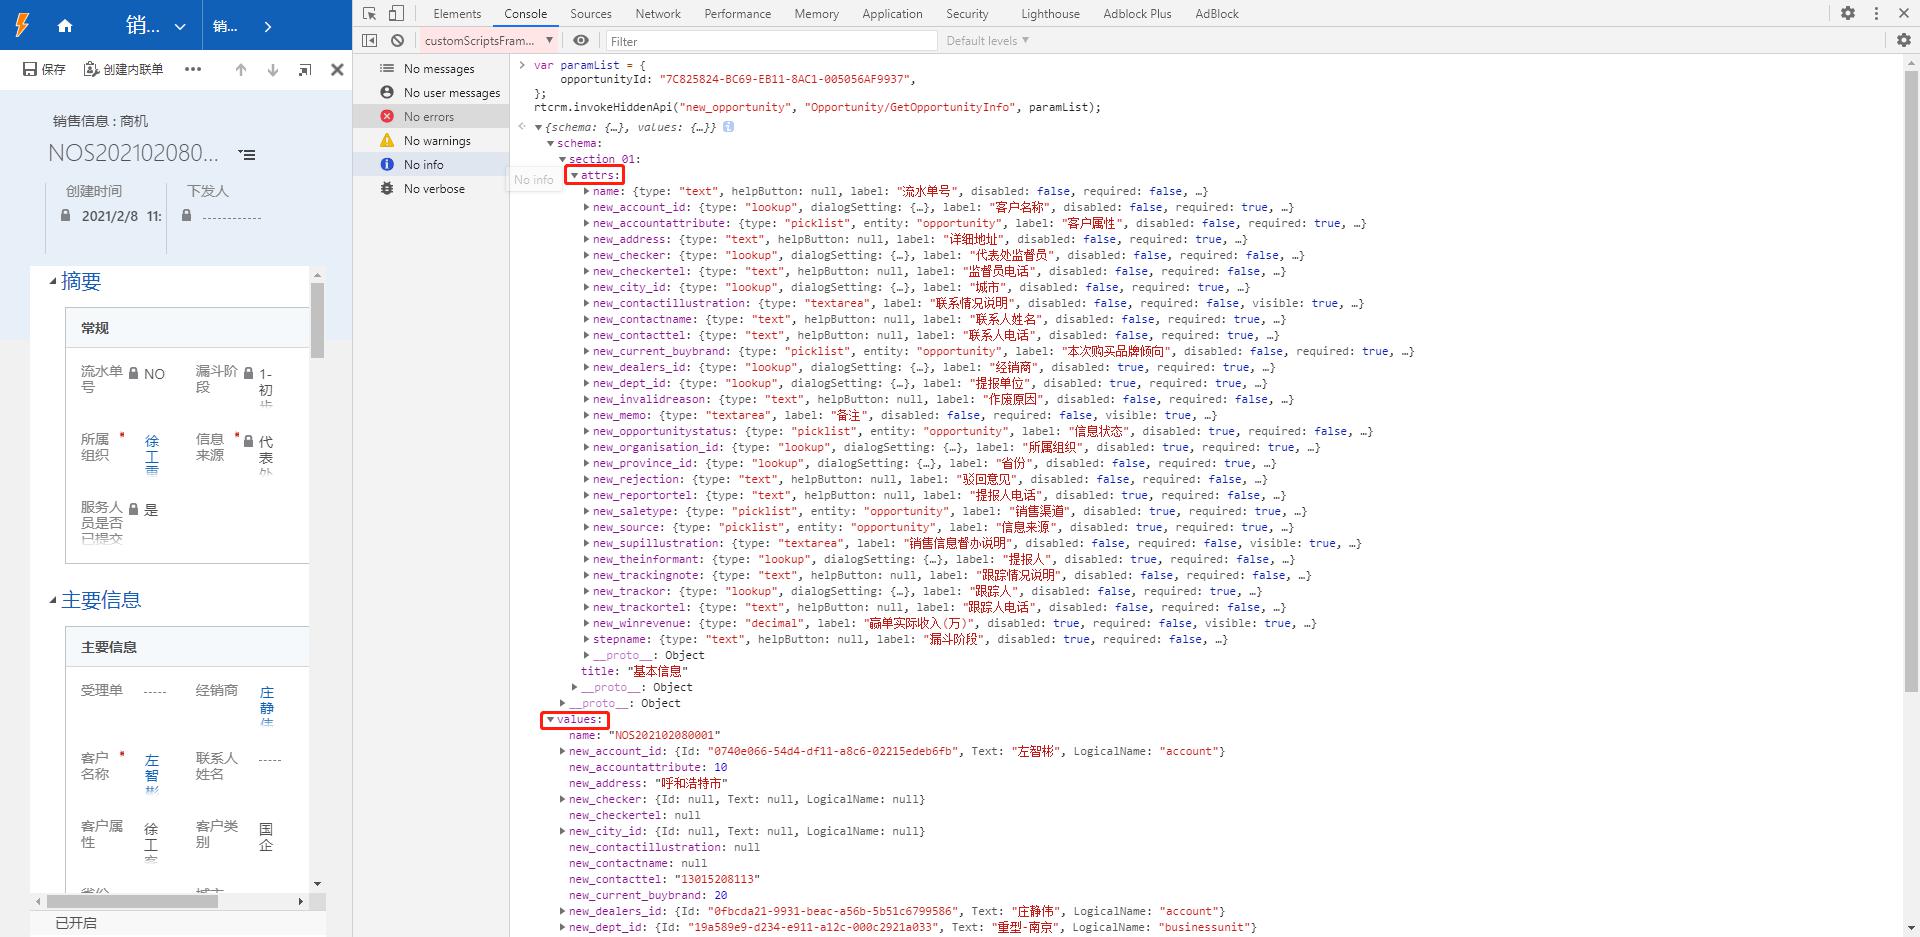 销...
销...
保存
创建内联单
销售信息 : 商机
NOS202102080...
创建时间
下发人
2021/2/8 11:
------------
摘要
常规
流水单号
NO
漏斗阶段
1-初
所属组织
*
徐工
信息来源
*
代表
服务人员是否已提交
是
主要信息
主要信息
受理单
-----
经销商
庄静
客户名称
*
左智
联系人姓名
-----
客户属性
徐工
客户类别
国企
已开启
Elements
Console
Sources
Network
Performance
Memory
Application
Security
Lighthouse
Adblock Plus
AdBlock
customScriptsFram...
Filter
Default levels
No messages
No user messages
No errors
No warnings
No info
No verbose
No info
var paramList = {
opportunityId: "7C825824-BC69-EB11-8AC1-005056AF9937",
};
rtcrm.invokeHiddenApi("new_opportunity", "Opportunity/GetOpportunityInfo", paramList);
{schema: {…}, values: {…}}
schema:
section_01:
attrs:
name: {type: "text", helpButton: null, label: "流水单号", disabled: false, required: false, …}
new_account_id: {type: "lookup", dialogSetting: {…}, label: "客户名称", disabled: false, required: true, …}
new_accountattribute: {type: "picklist", entity: "opportunity", label: "客户属性", disabled: false, required: true, …}
new_address: {type: "text", helpButton: null, label: "详细地址", disabled: false, required: true, …}
new_checker: {type: "lookup", dialogSetting: {…}, label: "代表处监督员", disabled: false, required: false, …}
new_checkertel: {type: "text", helpButton: null, label: "监督员电话", disabled: false, required: false, …}
new_city_id: {type: "lookup", dialogSetting: {…}, label: "城市", disabled: false, required: true, …}
new_contactillustration: {type: "textarea", label: "联系情况说明", disabled: false, required: false, visible: true, …}
new_contactname: {type: "text", helpButton: null, label: "联系人姓名", disabled: false, required: true, …}
new_contacttel: {type: "text", helpButton: null, label: "联系人电话", disabled: false, required: true, …}
new_current_buybrand: {type: "picklist", entity: "opportunity", label: "本次购买品牌倾向", disabled: false, required: true, …}
new_dealers_id: {type: "lookup", dialogSetting: {…}, label: "经销商", disabled: true, required: true, …}
new_dept_id: {type: "lookup", dialogSetting: {…}, label: "提报单位", disabled: true, required: true, …}
new_invalidreason: {type: "text", helpButton: null, label: "作废原因", disabled: false, required: false, …}
new_memo: {type: "textarea", label: "备注", disabled: false, required: false, visible: true, …}
new_opportunitystatus: {type: "picklist", entity: "opportunity", label: "信息状态", disabled: true, required: false, …}
new_organisation_id: {type: "lookup", dialogSetting: {…}, label: "所属组织", disabled: true, required: true, …}
new_province_id: {type: "lookup", dialogSetting: {…}, label: "省份", disabled: false, required: true, …}
new_rejection: {type: "text", helpButton: null, label: "驳回意见", disabled: false, required: false, …}
new_reportortel: {type: "text", helpButton: null, label: "提报人电话", disabled: true, required: false, …}
new_saletype: {type: "picklist", entity: "opportunity", label: "销售渠道", disabled: true, required: true, …}
new_source: {type: "picklist", entity: "opportunity", label: "信息来源", disabled: true, required: true, …}
new_supillustration: {type: "textarea", label: "销售信息督办说明", disabled: false, required: false, visible: true, …}
new_theinformant: {type: "lookup", dialogSetting: {…}, label: "提报人", disabled: true, required: false, …}
new_trackingnote: {type: "text", helpButton: null, label: "跟踪情况说明", disabled: false, required: false, …}
new_trackor: {type: "lookup", dialogSetting: {…}, label: "跟踪人", disabled: false, required: true, …}
new_trackortel: {type: "text", helpButton: null, label: "跟踪人电话", disabled: false, required: false, …}
new_winrevenue: {type: "decimal", label: "赢单实际收入(万)", disabled: true, required: false, visible: true, …}
stepname: {type: "text", helpButton: null, label: "漏斗阶段", disabled: true, required: false, …}
__proto__: Object
title: "基本信息"
__proto__: Object
__proto__: Object
values:
name: "NOS202102080001"
new_account_id: {Id: "0740e066-54d4-df11-a8c6-02215edeb6fb", Text: "左智彬", LogicalName: "account"}
new_accountattribute: 10
new_address: "呼和浩特市"
new_checker: {Id: null, Text: null, LogicalName: null}
new_checkertel: null
new_city_id: {Id: null, Text: null, LogicalName: null}
new_contactillustration: null
new_contactname: null
new_contacttel: "13015208113"
new_current_buybrand: 20
new_dealers_id: {Id: "0fbcda21-9931-beac-a56b-5b51c6799586", Text: "庄静伟", LogicalName: "account"}
new_dept_id: {Id: "19a589e9-d234-e911-a12c-000c2921a033", Text: "重型-南京", LogicalName: "businessunit"}